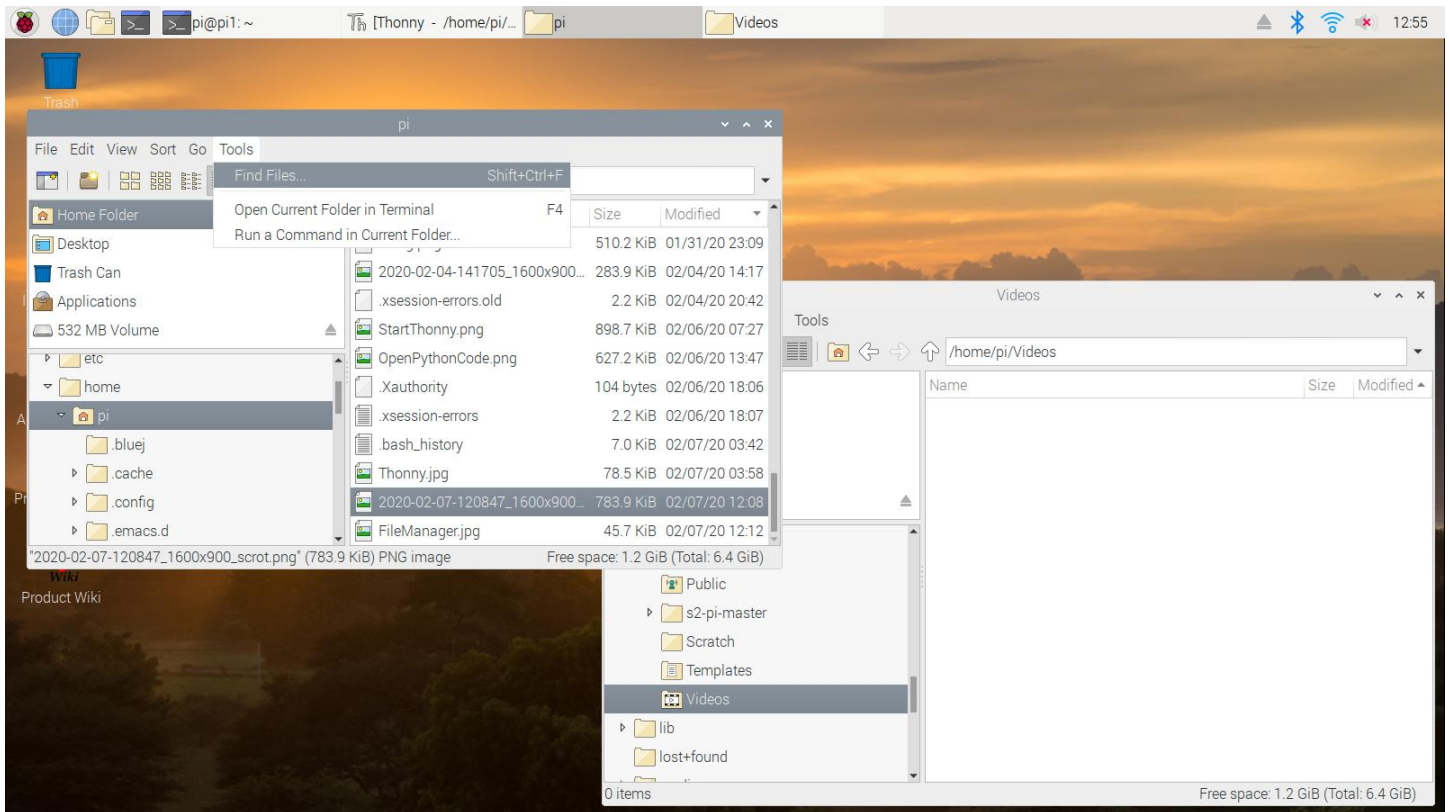 pi@pi1: ~
[Thonny - /home/pi/...
pi
Videos
12:55
Trash
pi
File Edit View Sort Go Tools
Find Files... Shift+Ctrl+F
Open Current Folder in Terminal F4
Run a Command in Current Folder...
Home Folder
Desktop
Trash Can
Applications
532 MB Volume
etc
home
pi
.bluej
.cache
.config
.emacs.d
Size Modified
510.2 KiB 01/31/20 23:09
2020-02-04-141705_1600x900... 283.9 KiB 02/04/20 14:17
.xsession-errors.old 2.2 KiB 02/04/20 20:42
StartThonny.png 898.7 KiB 02/06/20 07:27
OpenPythonCode.png 627.2 KiB 02/06/20 13:47
.Xauthority 104 bytes 02/06/20 18:06
.xsession-errors 2.2 KiB 02/06/20 18:07
.bash_history 7.0 KiB 02/07/20 03:42
Thonny.jpg 78.5 KiB 02/07/20 03:58
2020-02-07-120847_1600x900... 783.9 KiB 02/07/20 12:08
FileManager.jpg 45.7 KiB 02/07/20 12:12
"2020-02-07-120847_1600x900_scrot.png" (783.9 KiB) PNG image Free space: 1.2 GiB (Total: 6.4 GiB)
Wiki
Product Wiki
Videos
Tools
/home/pi/Videos
Name Size Modified
Public
s2-pi-master
Scratch
Templates
Videos
lib
lost+found
0 items Free space: 1.2 GiB (Total: 6.4 GiB)